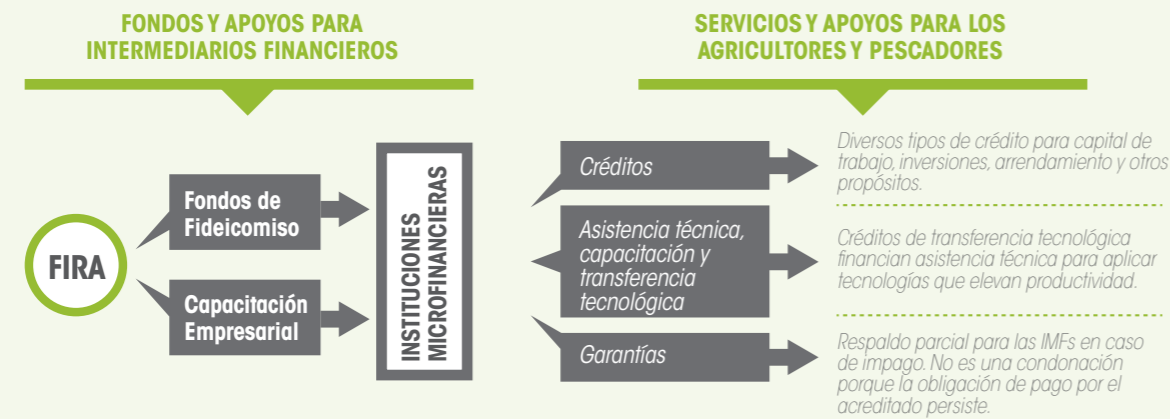 FONDOS Y APOYOS PARA
INTERMEDIARIOS FINANCIEROS
FIRA
Fondos de
Fideicomiso
Capacitación
Empresarial
INSTITUCIONES
MICROFINANCIERAS
SERVICIOS Y APOYOS PARA LOS
AGRICULTORES Y PESCADORES
Créditos
Diversos tipos de crédito para capital de
trabajo, inversiones, arrendamiento y otros
propósitos.
Asistencia técnica,
capacitación y
transferencia
tecnológica
Créditos de transferencia tecnológica
financian asistencia técnica para aplicar
tecnologías que elevan productividad.
Garantías
Respaldo parcial para las IMFs en caso
de impago. No es una condonación
porque la obligación de pago por el
acreditado persiste.